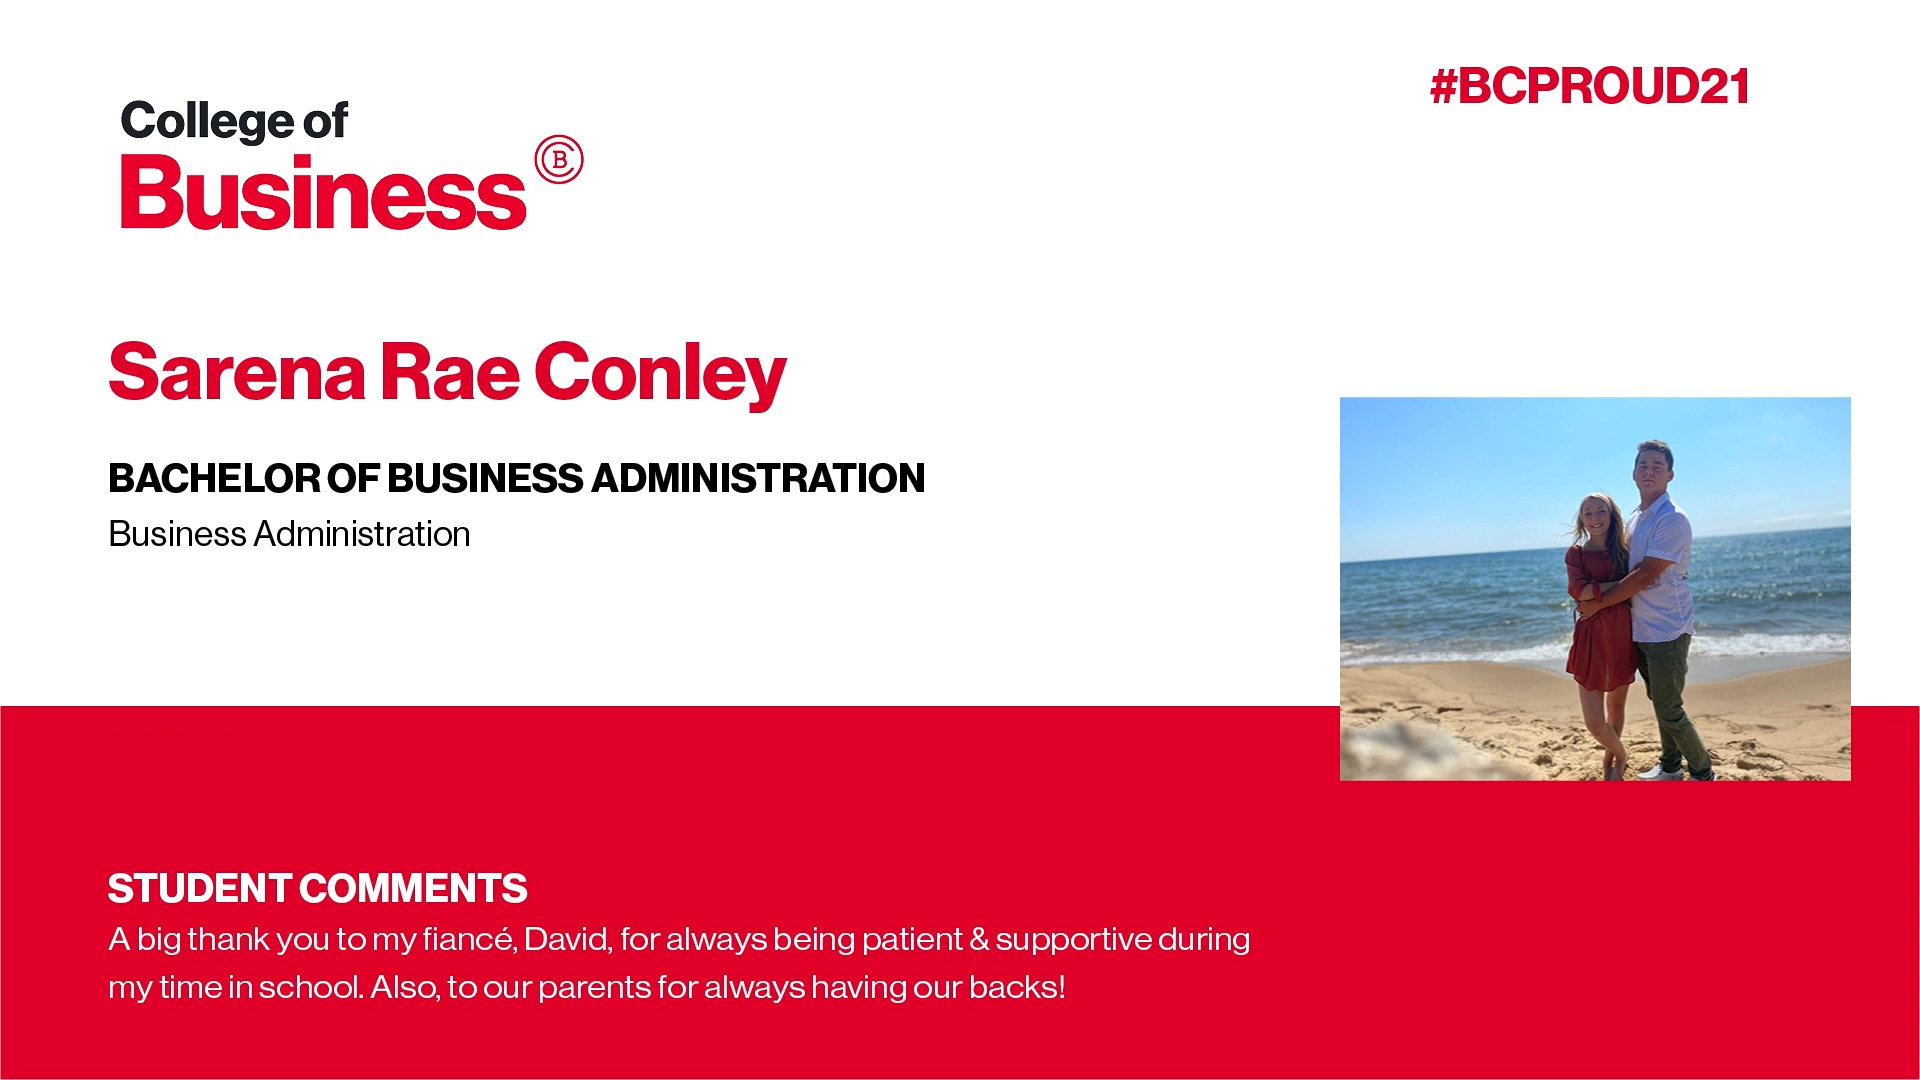 #BCPROUD21
College of
Business
CB
Sarena Rae Conley
BACHELOR OF BUSINESS ADMINISTRATION
Business Administration
STUDENT COMMENTS
A big thank you to my fiancé, David, for always being patient & supportive during
my time in school. Also, to our parents for always having our backs!